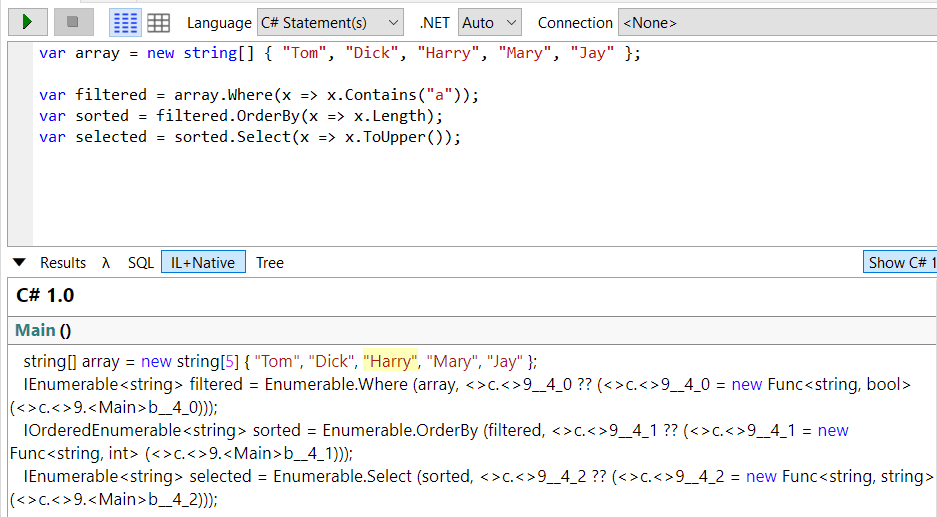 Language C# Statement(s) .NET Auto Connection <None>
var array = new string[] { "Tom", "Dick", "Harry", "Mary", "Jay" };
var filtered = array.Where(x => x.Contains("a"));
var sorted = filtered.OrderBy(x => x.Length);
var selected = sorted.Select(x => x.ToUpper());
Results λ SQL IL+Native Tree Show C# 1
C# 1.0
Main ()
string[] array = new string[5] { "Tom", "Dick", "Harry", "Mary", "Jay" };
IEnumerable<string> filtered = Enumerable.Where (array, <>c.<>9__4_0 ?? (<>c.<>9__4_0 = new Func<string, bool>
(<>c.<>9.<Main>b__4_0)));
IOrderedEnumerable<string> sorted = Enumerable.OrderBy (filtered, <>c.<>9__4_1 ?? (<>c.<>9__4_1 = new
Func<string, int> (<>c.<>9.<Main>b__4_1)));
IEnumerable<string> selected = Enumerable.Select (sorted, <>c.<>9__4_2 ?? (<>c.<>9__4_2 = new Func<string, string>
(<>c.<>9.<Main>b__4_2)));